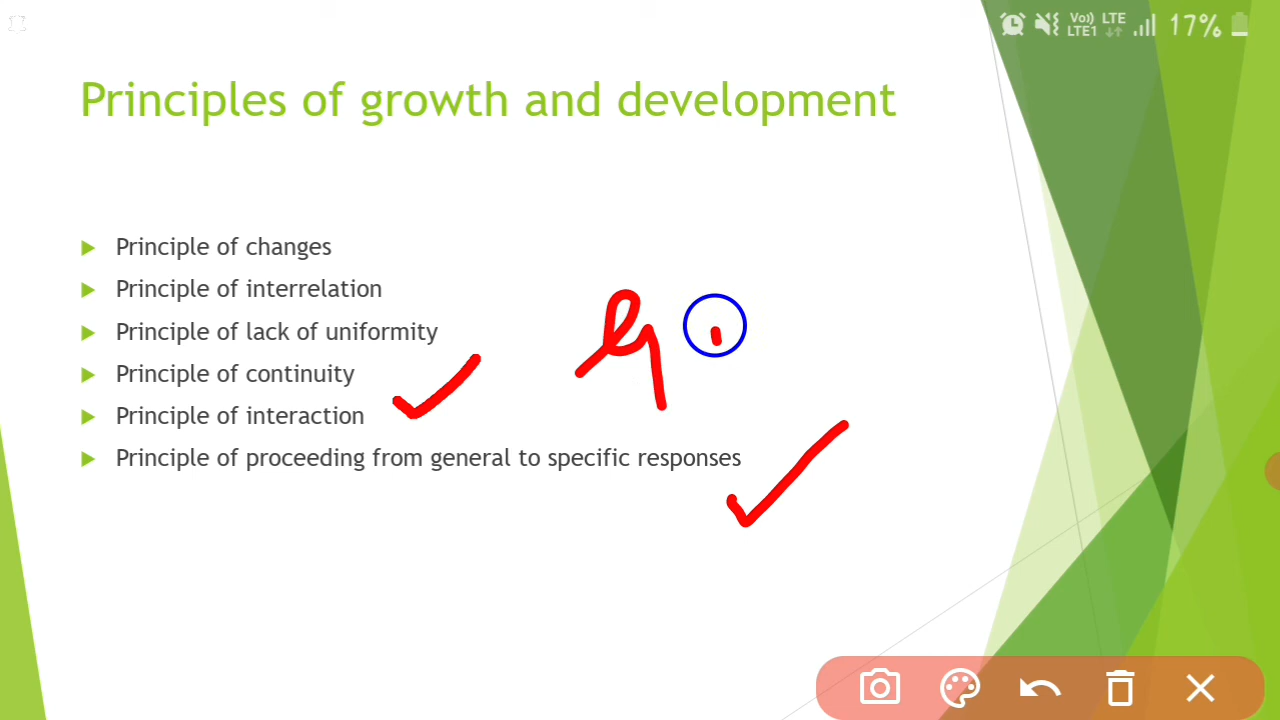 Vo)) LTE
LTE1
17%
Principles of growth and development
Principle of changes
Principle of interrelation
Principle of lack of uniformity
Principle of continuity
Principle of interaction
Principle of proceeding from general to specific responses